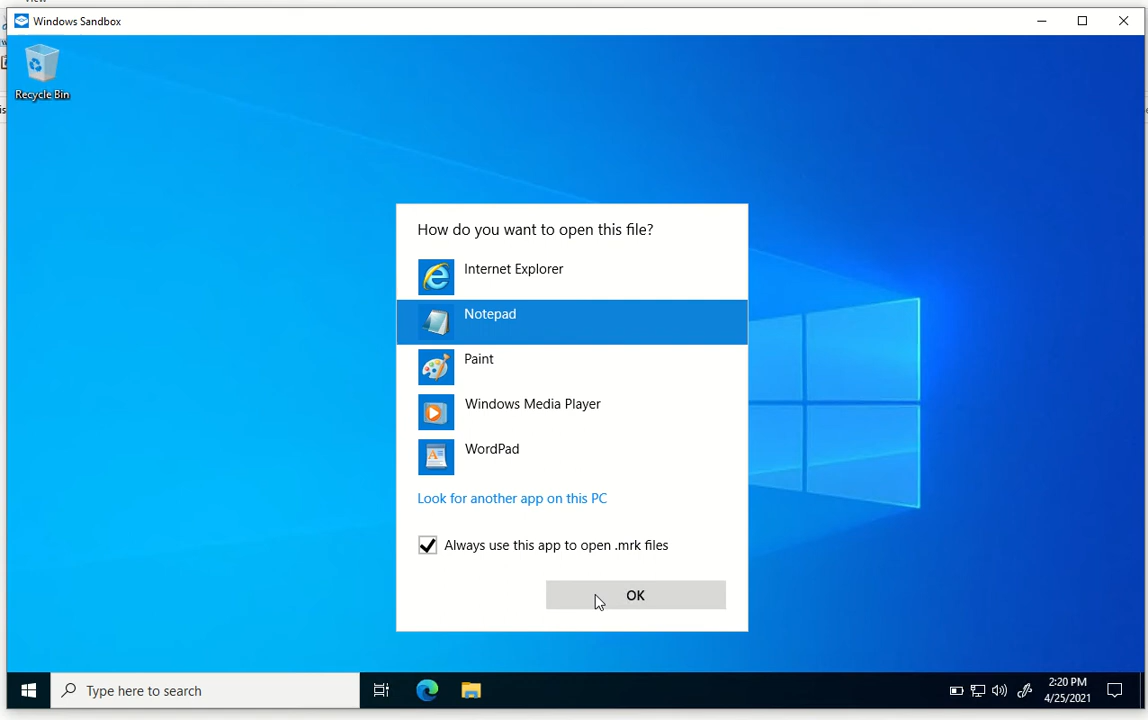 View
Windows Sandbox
Recycle Bin
How do you want to open this file?
Internet Explorer
Notepad
Paint
Windows Media Player
WordPad
Look for another app on this PC
Always use this app to open .mrk files
OK
Type here to search
2:20 PM
4/25/2021